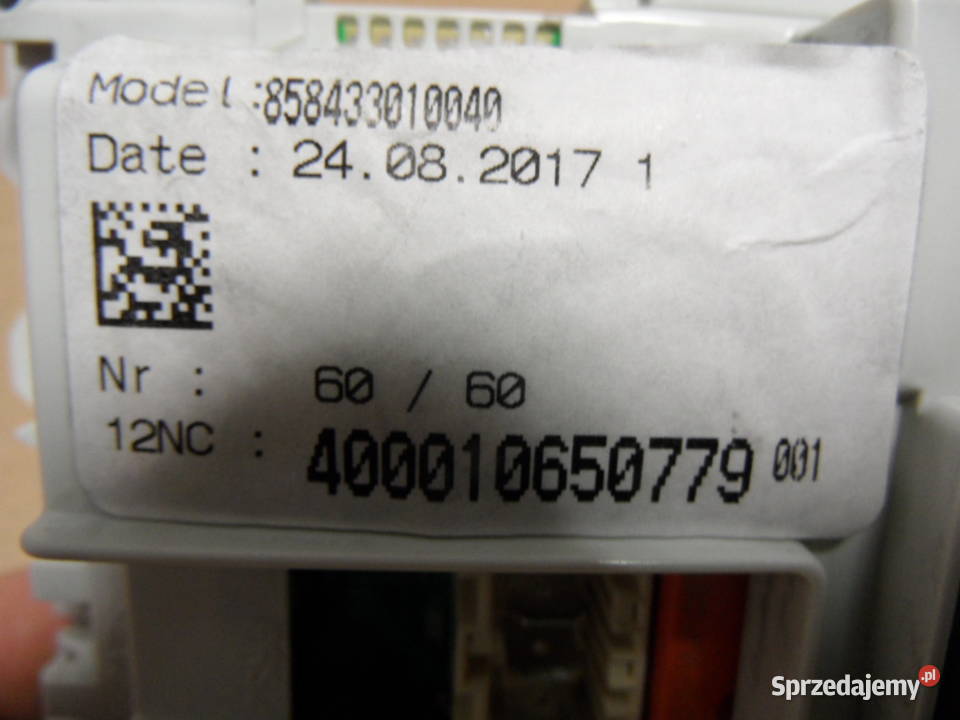 Model :858433010040
Date : 24.08.2017 1
Nr : 60 / 60
12NC : 400010650779 001
Sprzedajemy.pl